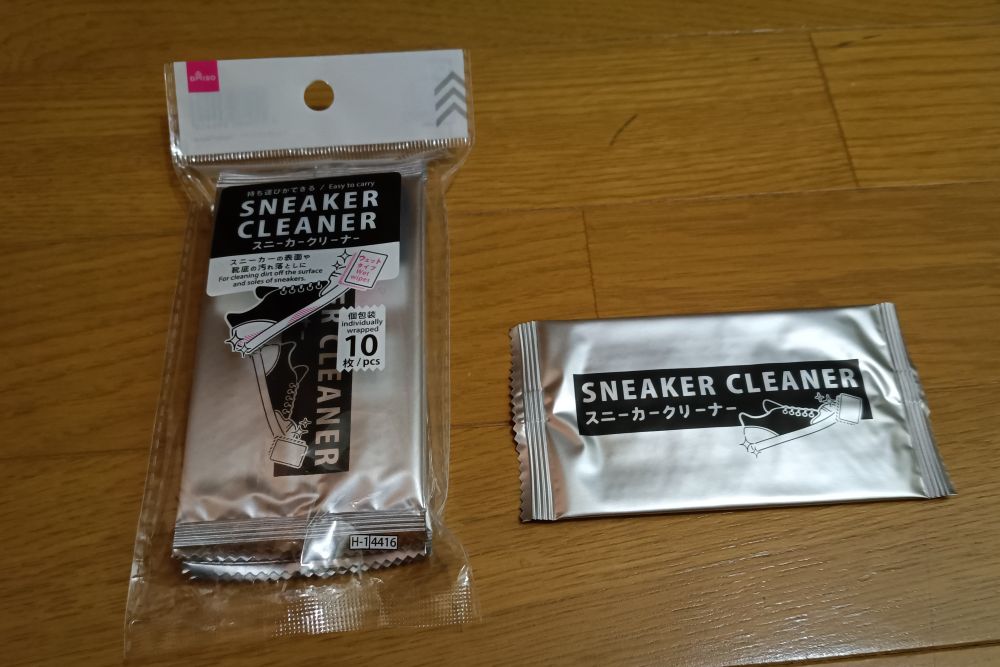 DAISO
持ち運びができる / Easy to carry
SNEAKER
CLEANER
スニーカークリーナー
スニーカーの表面や
靴底の汚れ落としに
For cleaning dirt off the surface
and soles of sneakers.
ウェット
タイプ
Wet
wipes
個包装
individually
wrapped
10
枚/pcs
ER CLEANER
H-1 4416
SNEAKER CLEANER
スニーカークリーナー